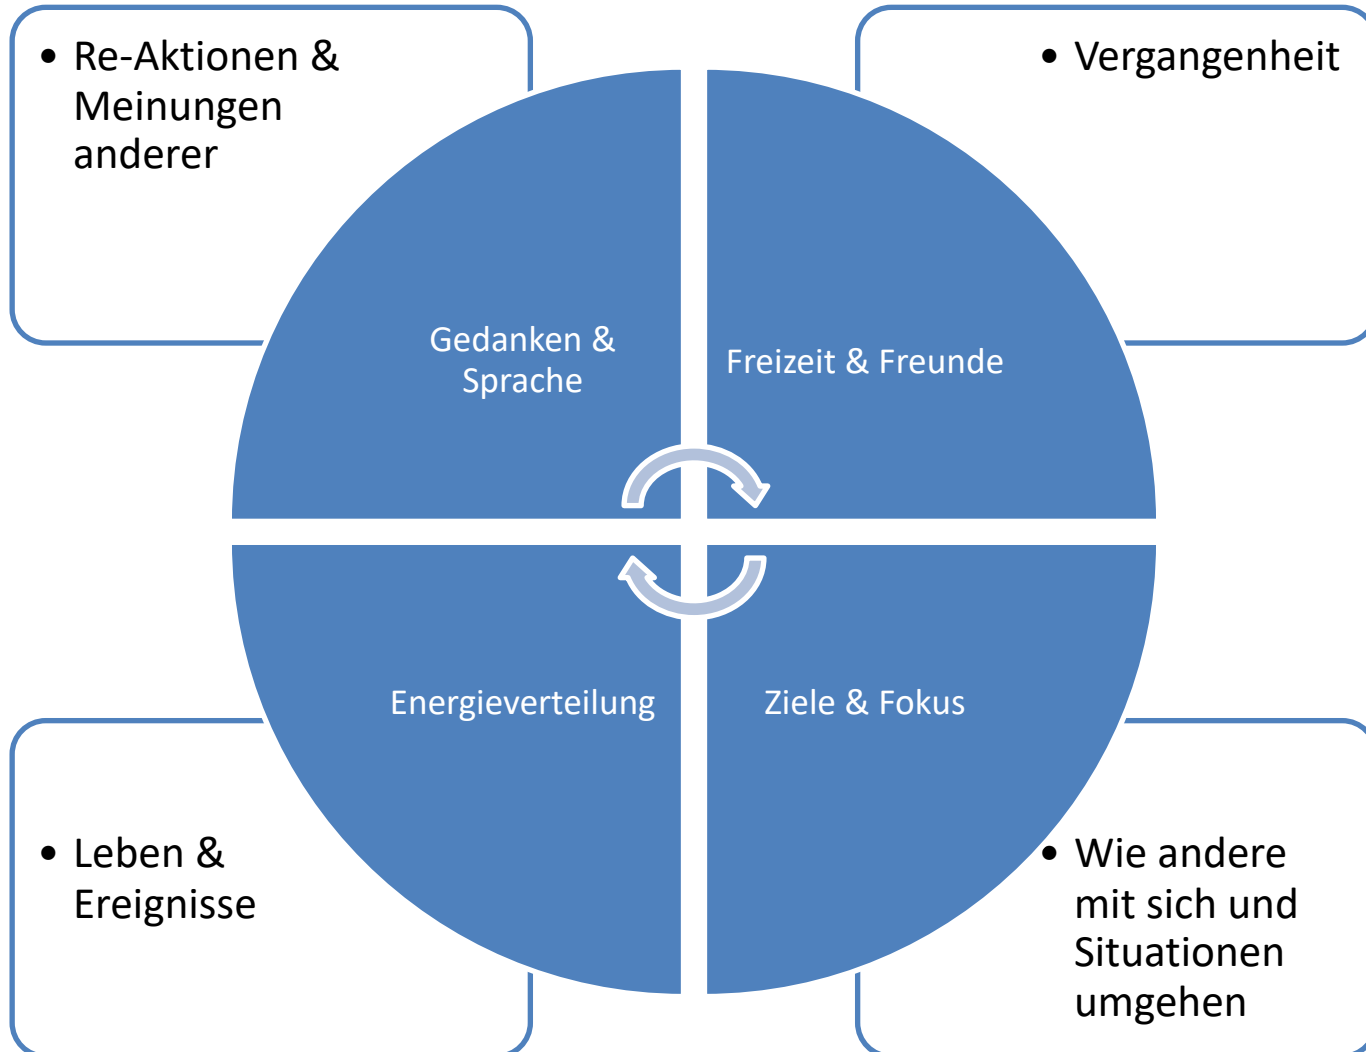 • Re-Aktionen &
Meinungen
anderer
• Vergangenheit
Gedanken &
Sprache
Freizeit & Freunde
Energieverteilung
Ziele & Fokus
• Leben &
Ereignisse
• Wie andere
mit sich und
Situationen
umgehen